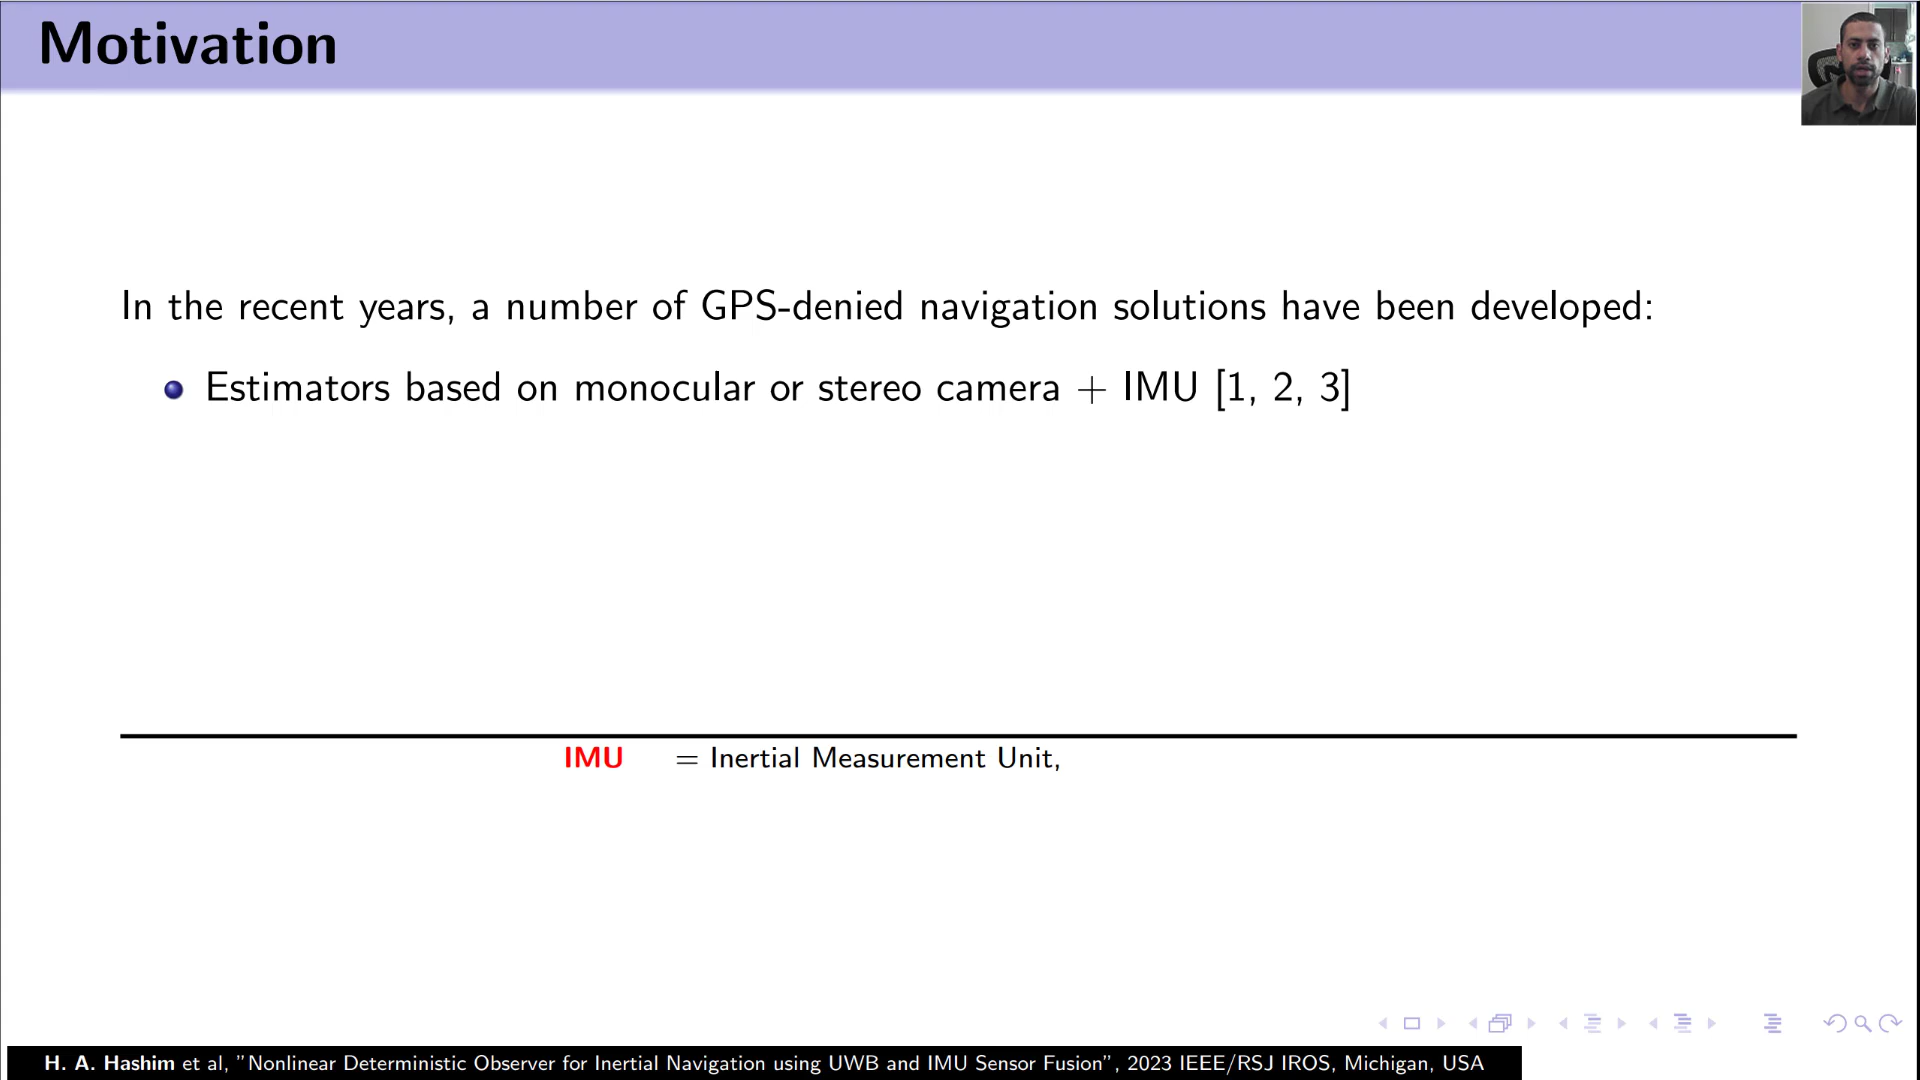 Motivation
In the recent years, a number of GPS-denied navigation solutions have been developed:
Estimators based on monocular or stereo camera + IMU [1, 2, 3]
IMU = Inertial Measurement Unit,
H. A. Hashim et al, "Nonlinear Deterministic Observer for Inertial Navigation using UWB and IMU Sensor Fusion", 2023 IEEE/RSJ IROS, Michigan, USA